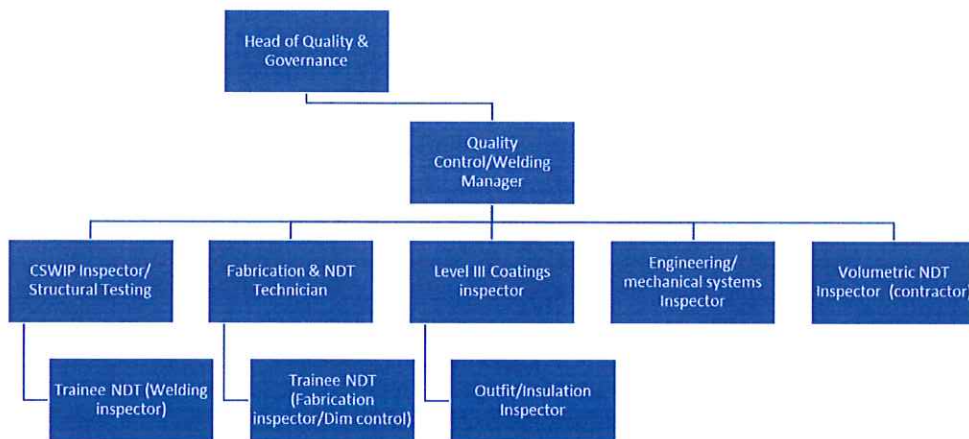 Head of Quality &
Governance
Quality
Control/Welding
Manager
CSWIP Inspector/
Structural Testing
Fabrication & NDT
Technician
Level III Coatings
inspector
Engineering/
mechanical systems
Inspector
Volumetric NDT
Inspector (contractor)
Trainee NDT (Welding
inspector)
Trainee NDT
(Fabrication
inspector/Dim control)
Outfit/Insulation
Inspector